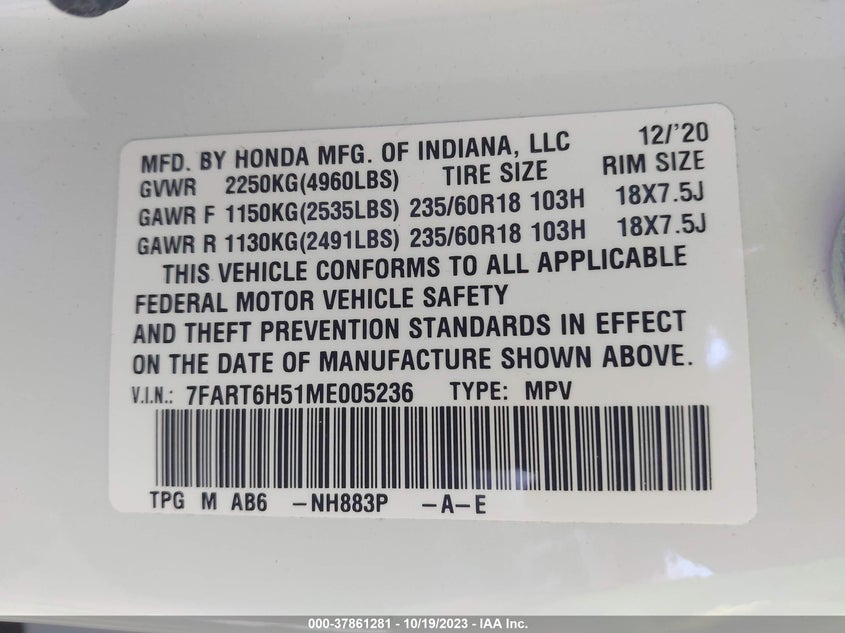 MFD. BY HONDA MFG. OF INDIANA, LLC 12/'20
GVWR 2250KG(4960LBS) TIRE SIZE RIM SIZE
GAWR F 1150KG(2535LBS) 235/60R18 103H 18X7.5J
GAWR R 1130KG(2491LBS) 235/60R18 103H 18X7.5J
THIS VEHICLE CONFORMS TO ALL APPLICABLE
FEDERAL MOTOR VEHICLE SAFETY
AND THEFT PREVENTION STANDARDS IN EFFECT
ON THE DATE OF MANUFACTURE SHOWN ABOVE.
V.I.N.: 7FART6H51ME005236 TYPE: MPV
TPG M AB6 -NH883P -A-E
000-37861281 - 10/19/2023 - IAA Inc.